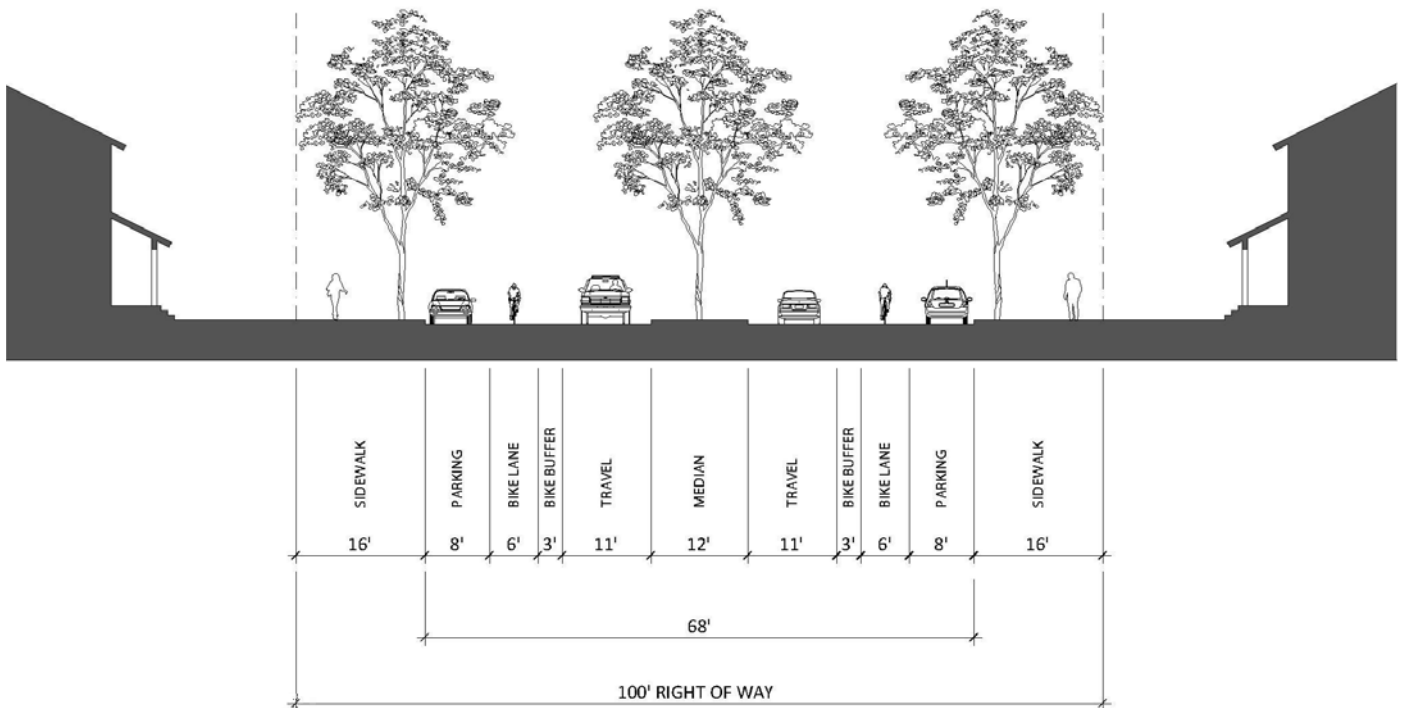 SIDEWALK
PARKING
BIKE LANE
BIKE BUFFER
TRAVEL
MEDIAN
TRAVEL
BIKE BUFFER
BIKE LANE
PARKING
SIDEWALK
16' 8' 6' 3' 11' 12' 11' 3' 6' 8' 16'
68'
100' RIGHT OF WAY